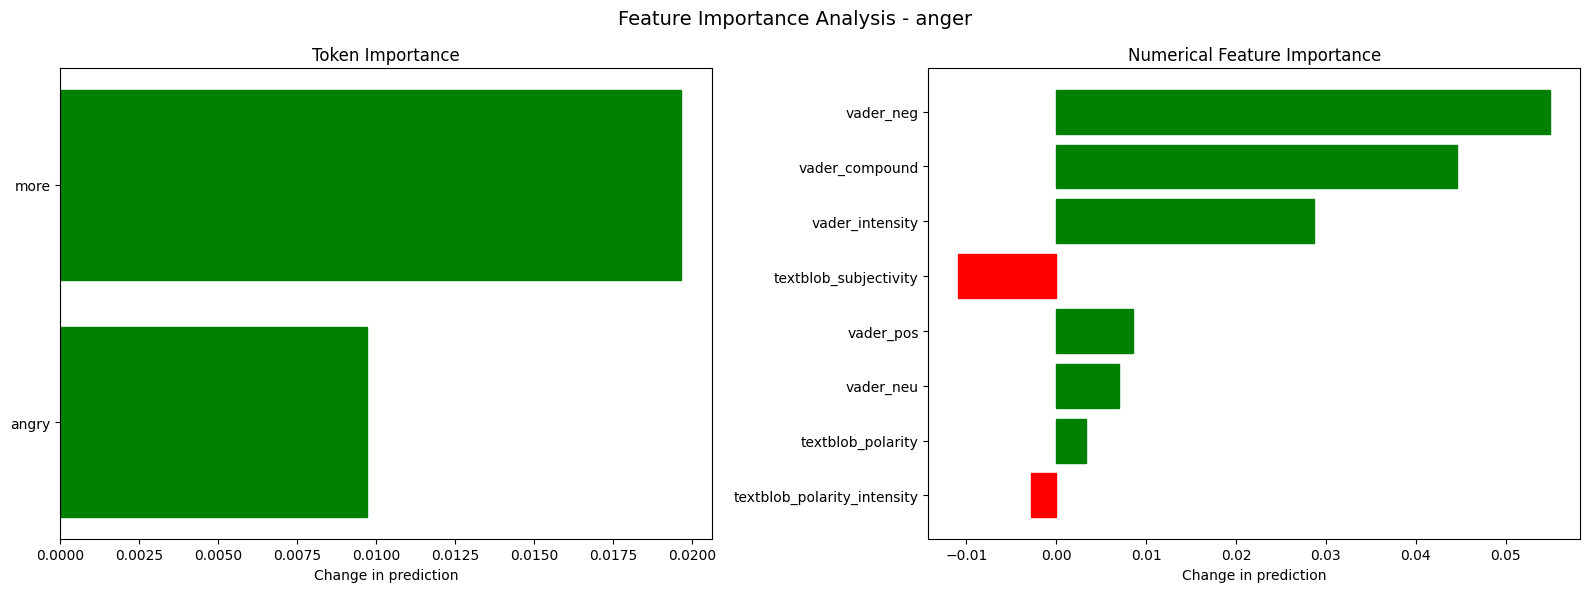 Feature Importance Analysis - anger
Token Importance
more
angry
0.0000 0.0025 0.0050 0.0075 0.0100 0.0125 0.0150 0.0175 0.0200
Change in prediction
Numerical Feature Importance
vader_neg
vader_compound
vader_intensity
textblob_subjectivity
vader_pos
vader_neu
textblob_polarity
textblob_polarity_intensity
−0.01 0.00 0.01 0.02 0.03 0.04 0.05
Change in prediction